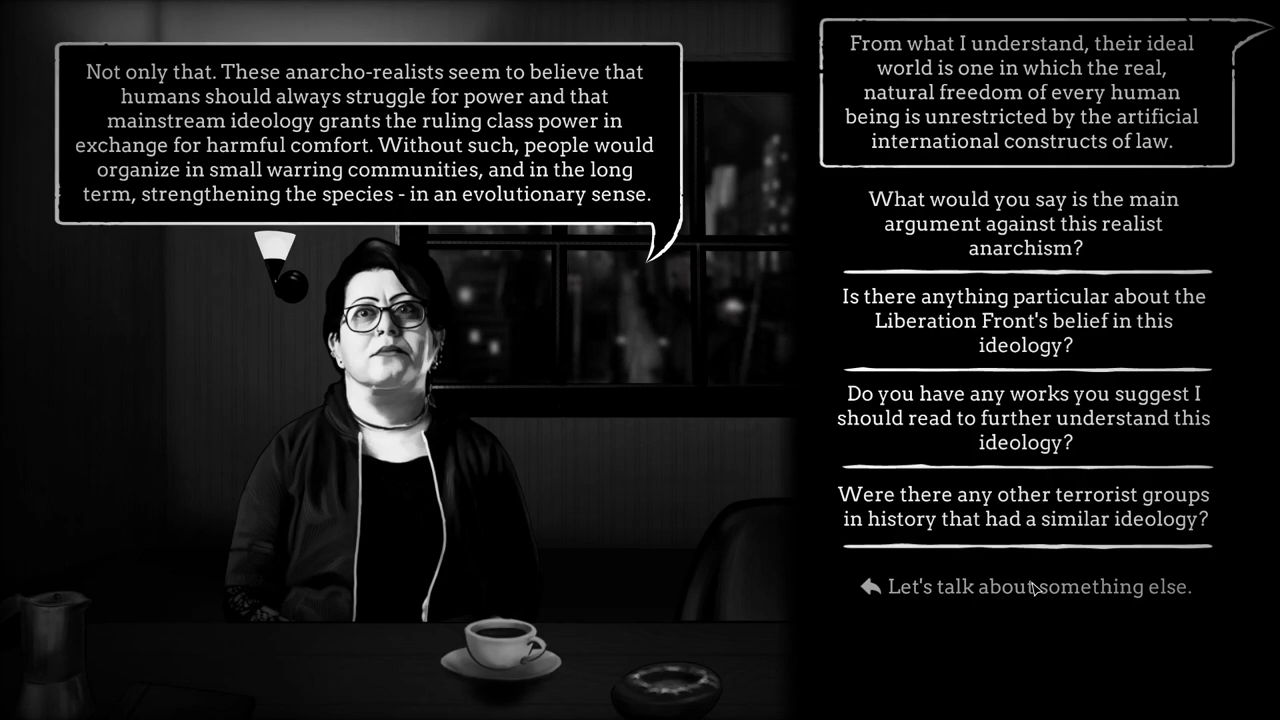 Not only that. These anarcho-realists seem to believe that
humans should always struggle for power and that
mainstream ideology grants the ruling class power in
exchange for harmful comfort. Without such, people would
organize in small warring communities, and in the long
term, strengthening the species - in an evolutionary sense.
From what I understand, their ideal
world is one in which the real,
natural freedom of every human
being is unrestricted by the artificial
international constructs of law.
What would you say is the main
argument against this realist
anarchism?
Is there anything particular about the
Liberation Front's belief in this
ideology?
Do you have any works you suggest I
should read to further understand this
ideology?
Were there any other terrorist groups
in history that had a similar ideology?
Let's talk about something else.